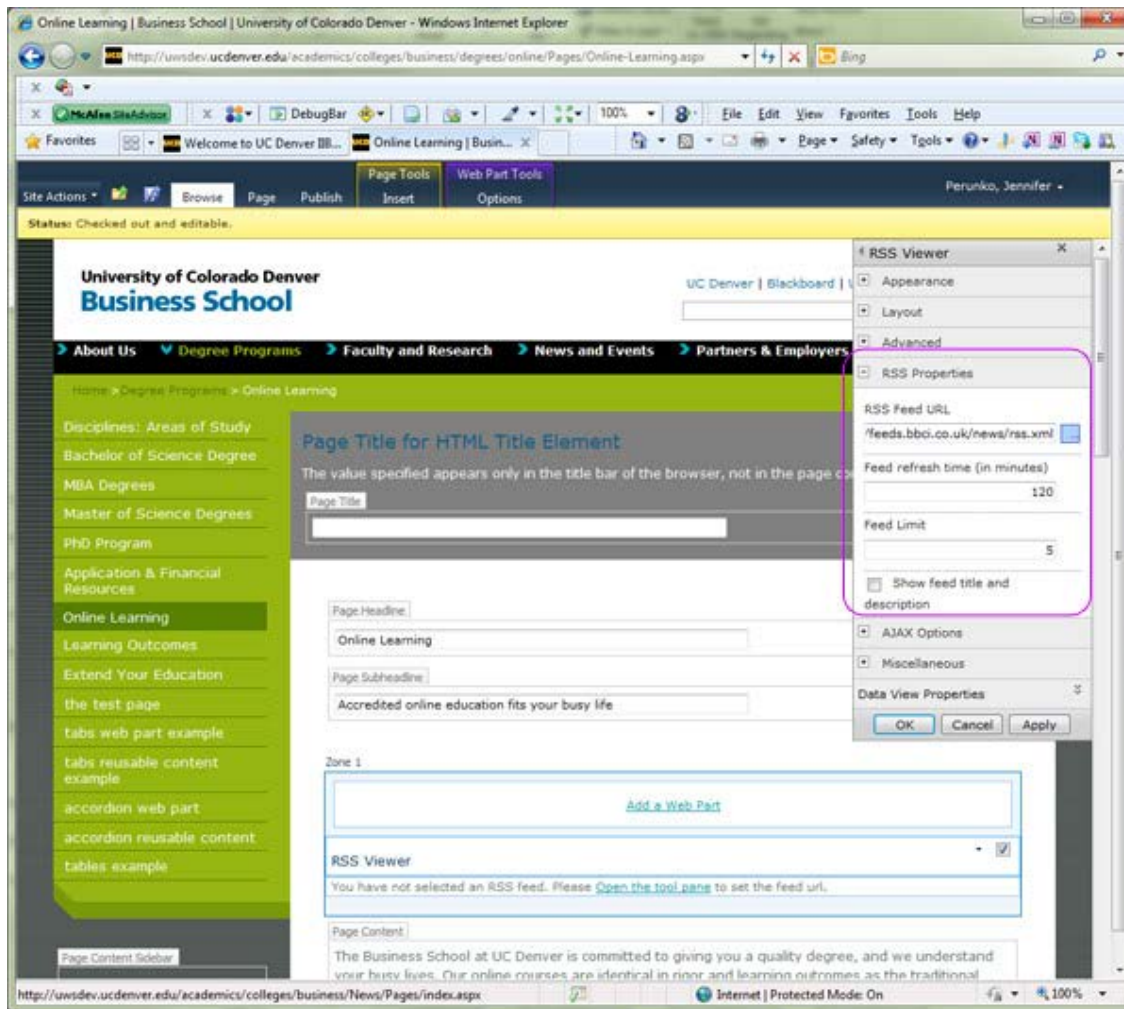 Online Learning | Business School | University of Colorado Denver - Windows Internet Explorer
http://uwsdev.ucdenver.edu/academics/colleges/business/degrees/online/Pages/Online-Learning.aspx
Bing
McAfee SiteAdvisor DebugBar 100% File Edit View Favorites Tools Help
Favorites Welcome to UC Denver IIB... Online Learning | Busin... Page Safety Tools
Page Tools Web Part Tools
Site Actions Browse Page Publish Insert Options Perunko, Jennifer
Status: Checked out and editable.
University of Colorado Denver
Business School
UC Denver | Blackboard |
About Us Degree Programs Faculty and Research News and Events Partners & Employers
Home > Degree Programs > Online Learning
Disciplines: Areas of Study
Bachelor of Science Degree
MBA Degrees
Master of Science Degrees
PhD Program
Application & Financial
Resources
Online Learning
Learning Outcomes
Extend Your Education
the test page
tabs web part example
tabs reusable content
example
accordion web part
accordion reusable content
tables example
Page Content Sidebar
Page Title for HTML Title Element
The value specified appears only in the title bar of the browser, not in the page
Page Title
Page Headline
Online Learning
Page Subheadline
Accredited online education fits your busy life
Zone 1
Add a Web Part
RSS Viewer
You have not selected an RSS feed. Please Open the tool pane to set the feed url.
Page Content
The Business School at UC Denver is committed to giving you a quality degree, and we understand
your busy lives. Our online courses are identical in rigor and learning outcomes as the traditional
RSS Viewer
Appearance
Layout
Advanced
RSS Properties
RSS Feed URL
/feeds.bbci.co.uk/news/rss.xml ...
Feed refresh time (in minutes)
120
Feed Limit
5
Show feed title and
description
AJAX Options
Miscellaneous
Data View Properties
OK Cancel Apply
http://uwsdev.ucdenver.edu/academics/colleges/business/News/Pages/index.aspx Internet | Protected Mode: On 100%